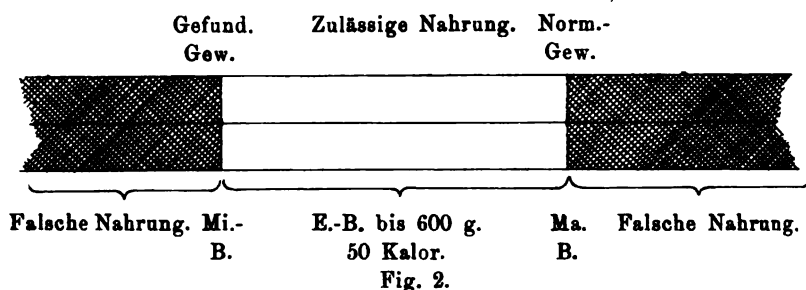 Gefund. Zulässige Nahrung. Norm.-
Gew. Gew.
Falsche Nahrung. Mi.- E.-B. bis 600 g. Ma. Falsche Nahrung.
B. 50 Kalor. B.
Fig. 2.